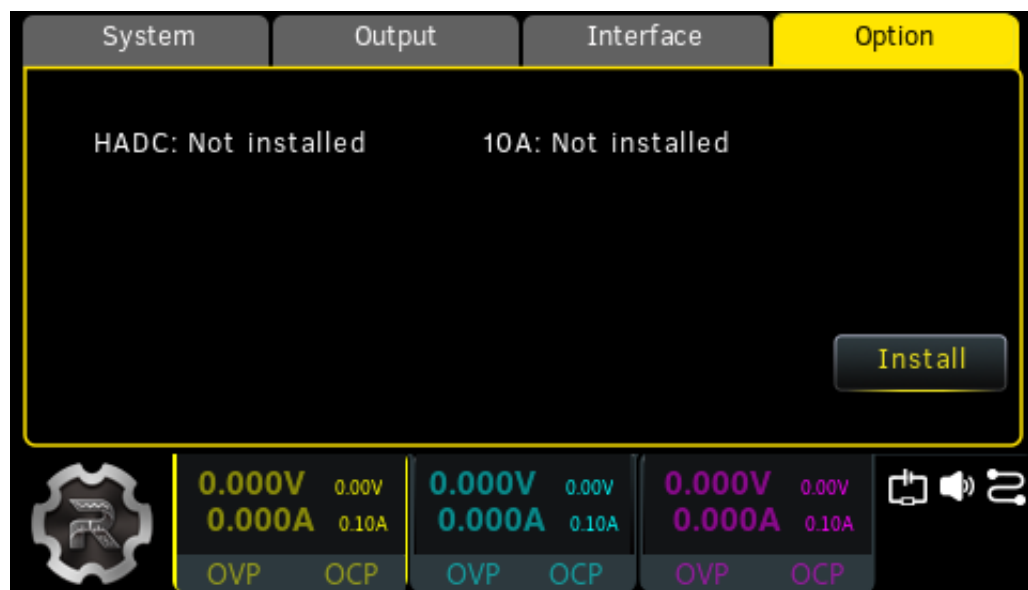 System Output Interface Option
HADC: Not installed 10A: Not installed
Install
0.000V 0.00V 0.000V 0.00V 0.000V 0.00V
0.000A 0.10A 0.000A 0.10A 0.000A 0.10A
OVP OCP OVP OCP OVP OCP